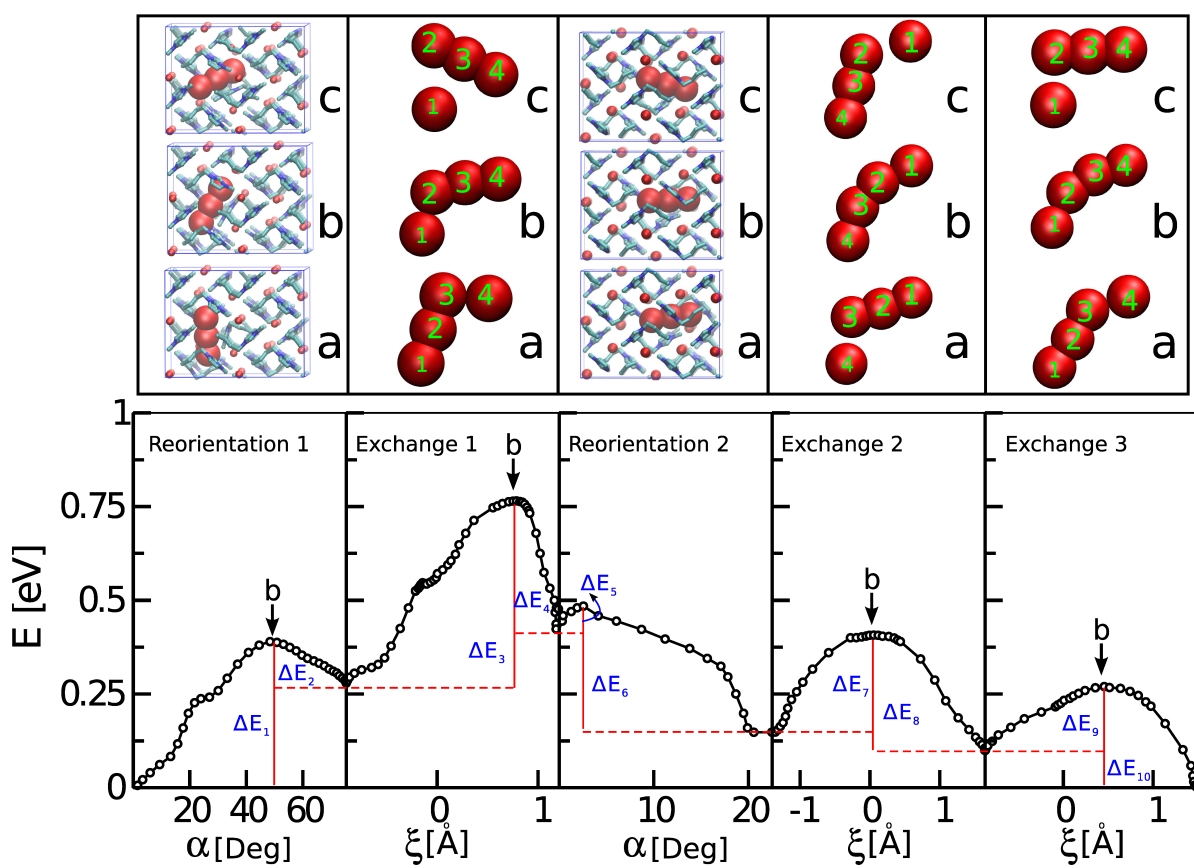 c
2
3
4
1
c
c
1
2
3
4
c
2
3
4
1
c
b
2
3
4
1
b
b
1
2
3
4
b
4
3
2
1
b
a
3
4
2
1
a
a
1
2
3
4
a
4
3
2
1
a
Reorientation 1
Exchange 1
Reorientation 2
Exchange 2
Exchange 3
b
b
b
b
ΔE1
ΔE2
ΔE3
ΔE4
ΔE5
ΔE6
ΔE7
ΔE8
ΔE9
ΔE10
E [eV]
1
0.75
0.5
0.25
0
20 40 60
0 1
10 20
-1 0 1
0 1
α[Deg]
ξ[Å]
α[Deg]
ξ[Å]
ξ[Å]